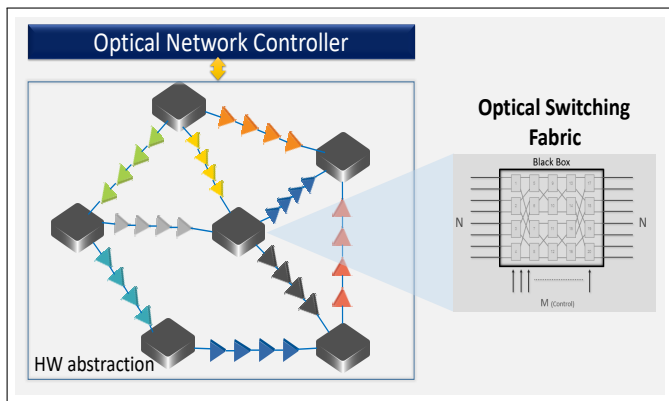 Optical Network Controller
Optical Switching
Fabric
Black Box
N
N
M (Control)
HW abstraction